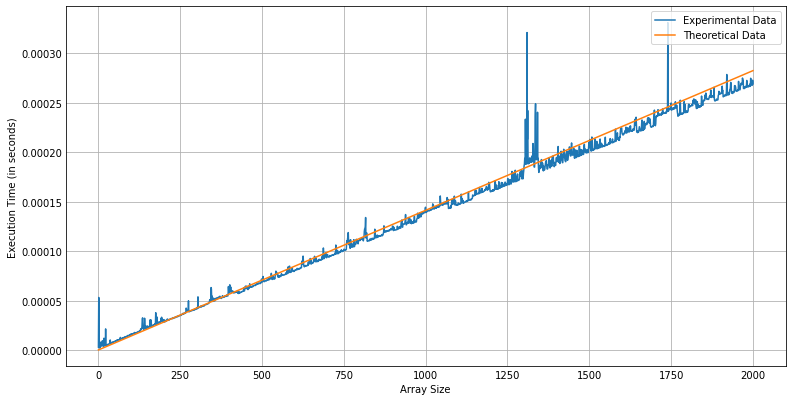 Experimental Data
Theoretical Data
0.00030
0.00025
0.00020
0.00015
0.00010
0.00005
0.00000
Execution Time (in seconds)
0 250 500 750 1000 1250 1500 1750 2000
Array Size